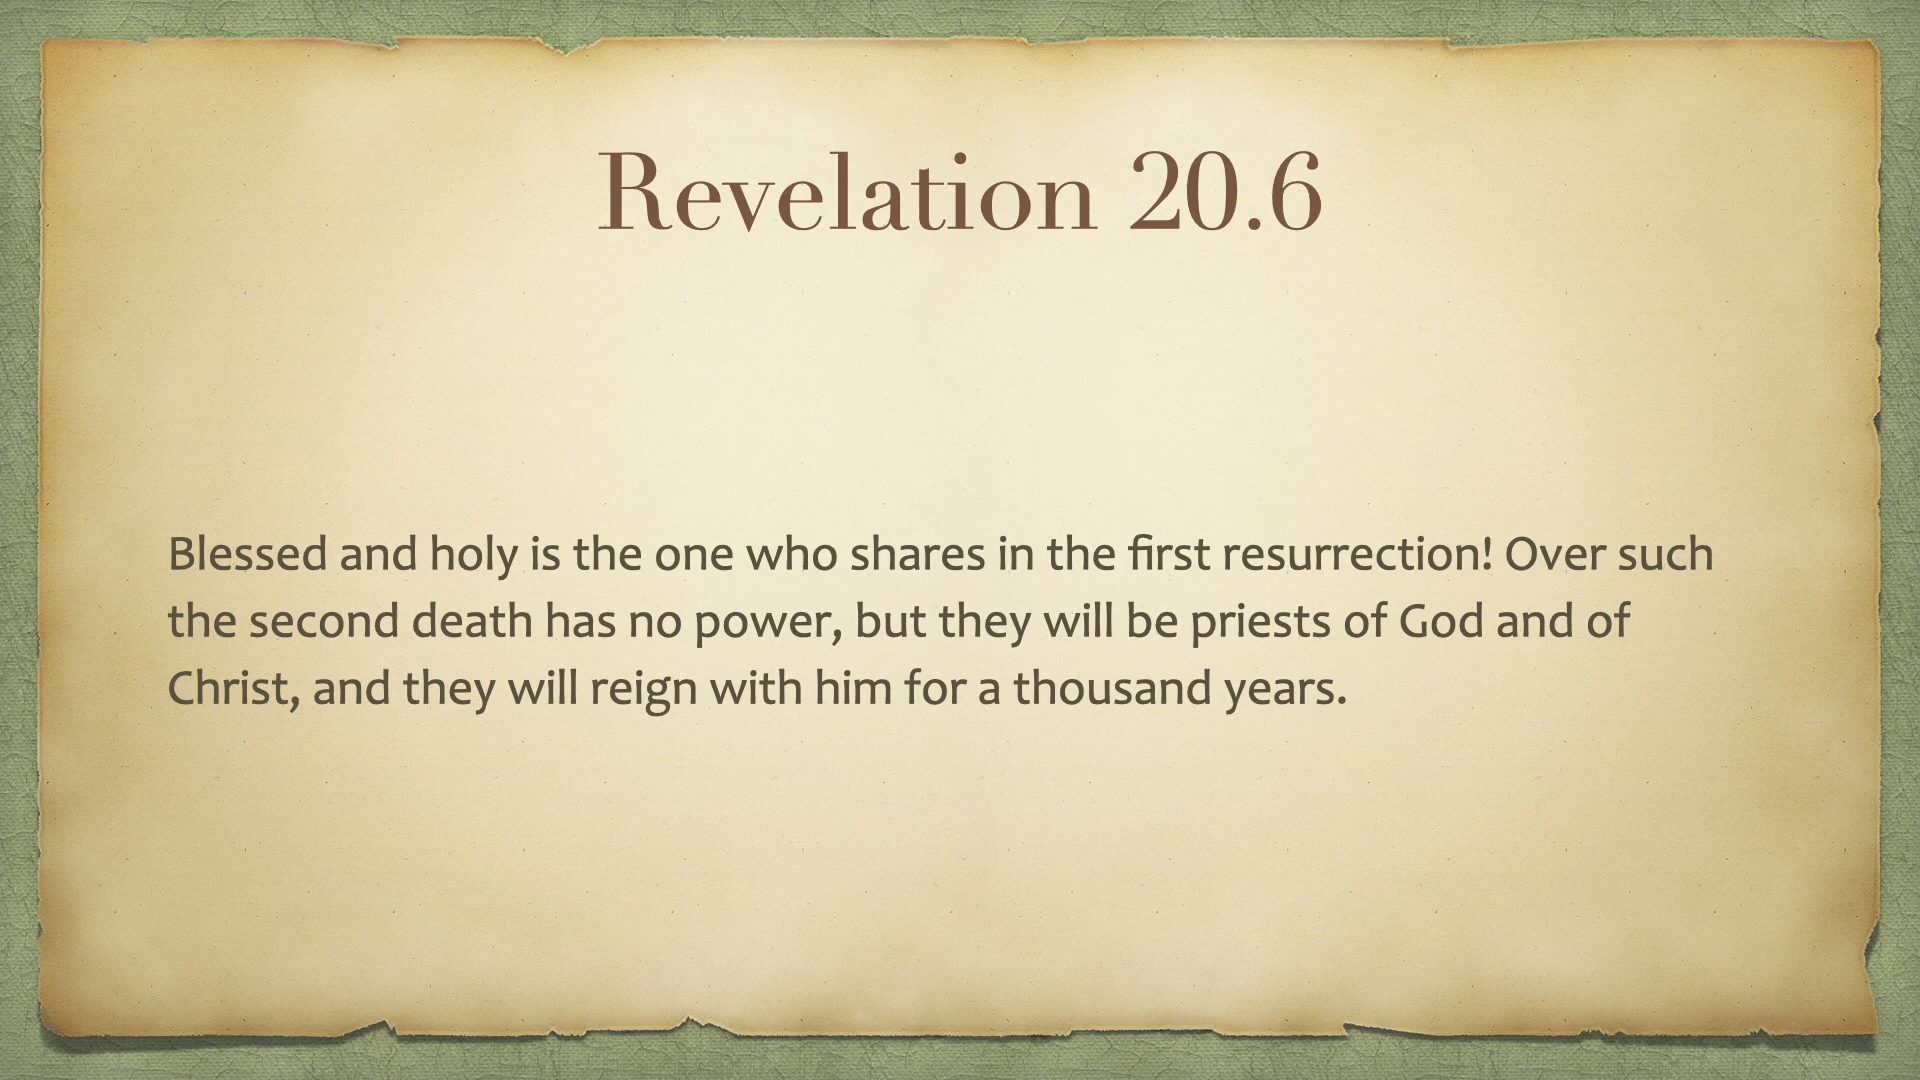 Revelation 20.6
Blessed and holy is the one who shares in the first resurrection! Over such
the second death has no power, but they will be priests of God and of
Christ, and they will reign with him for a thousand years.